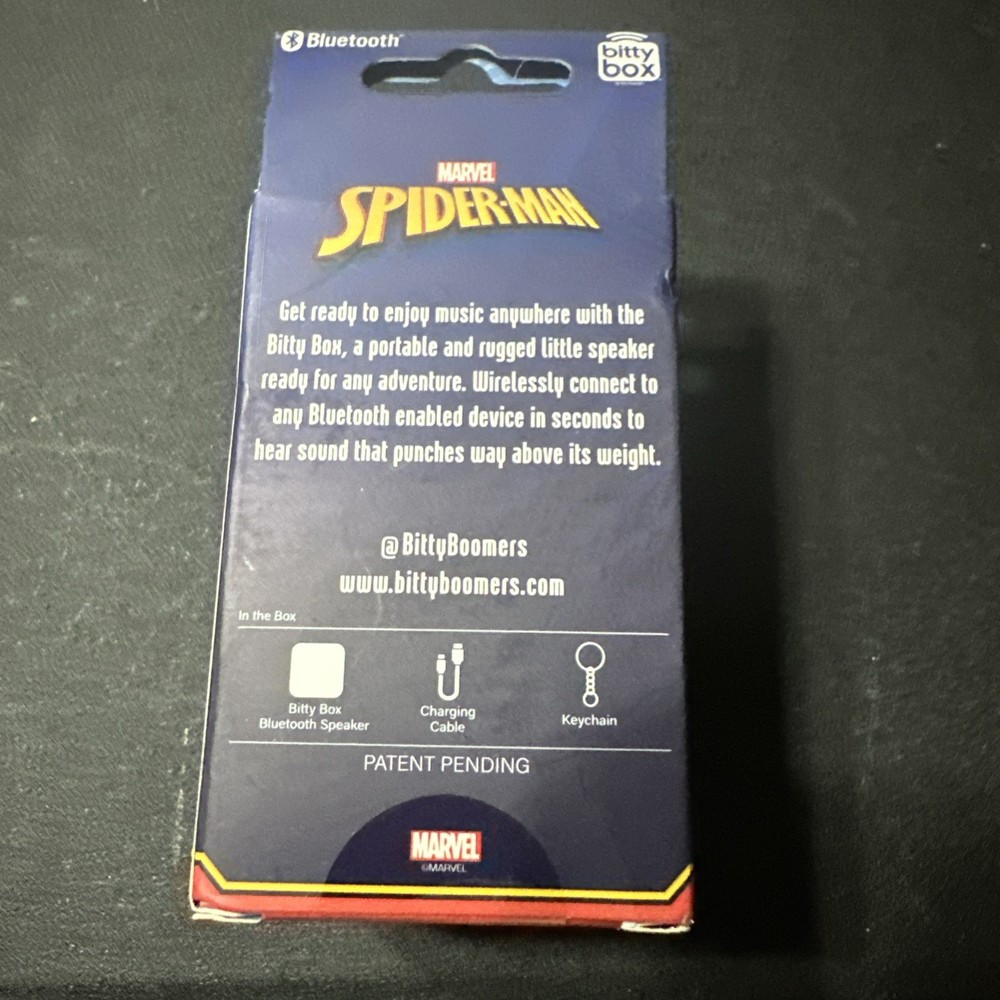 Bluetooth
bitty
box
MARVEL
SPIDER-MAN
Get ready to enjoy music anywhere with the
Bitty Box, a portable and rugged little speaker
ready for any adventure. Wirelessly connect to
any Bluetooth enabled device in seconds to
hear sound that punches way above its weight.
@BittyBoomers
www.bittyboomers.com
In the Box
Bitty Box
Bluetooth Speaker
Charging
Cable
Keychain
PATENT PENDING
MARVEL
©MARVEL